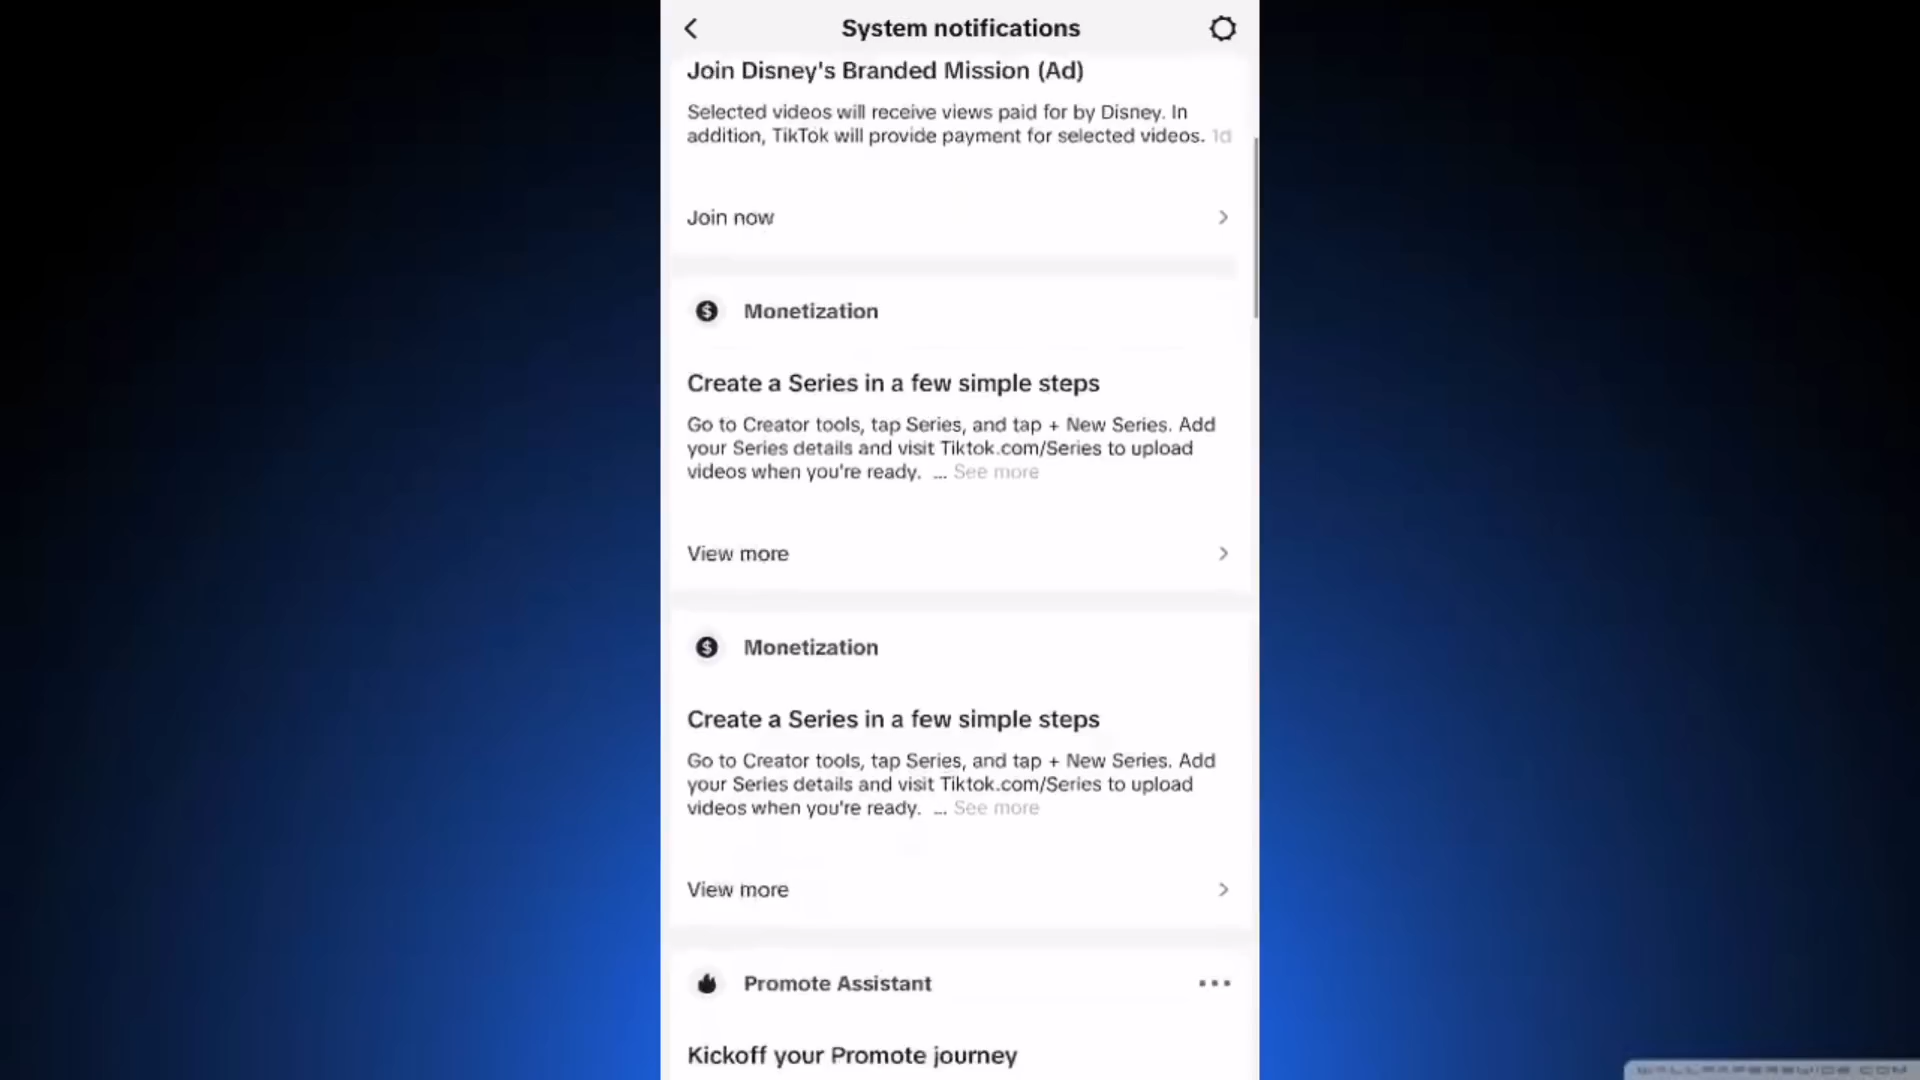 System notifications
Join Disney's Branded Mission (Ad)
Selected videos will receive views paid for by Disney. In
addition, TikTok will provide payment for selected videos. 1d
Join now
Monetization
Create a Series in a few simple steps
Go to Creator tools, tap Series, and tap + New Series. Add
your Series details and visit Tiktok.com/Series to upload
videos when you're ready. ... See more
View more
Monetization
Create a Series in a few simple steps
Go to Creator tools, tap Series, and tap + New Series. Add
your Series details and visit Tiktok.com/Series to upload
videos when you're ready. ... See more
View more
Promote Assistant
Kickoff your Promote journey